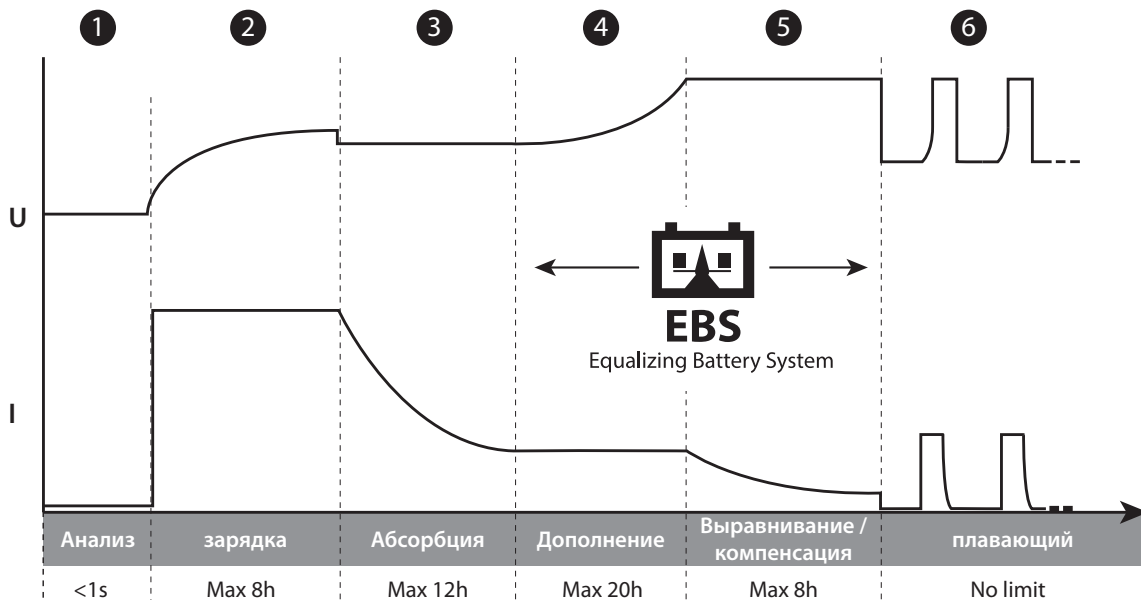 1 2 3 4 5 6
U
EBS
Equalizing Battery System
I
Анализ зарядка Абсорбция Дополнение Выравнивание / плавающий
компенсация
<1s Max 8h Max 12h Max 20h Max 8h No limit